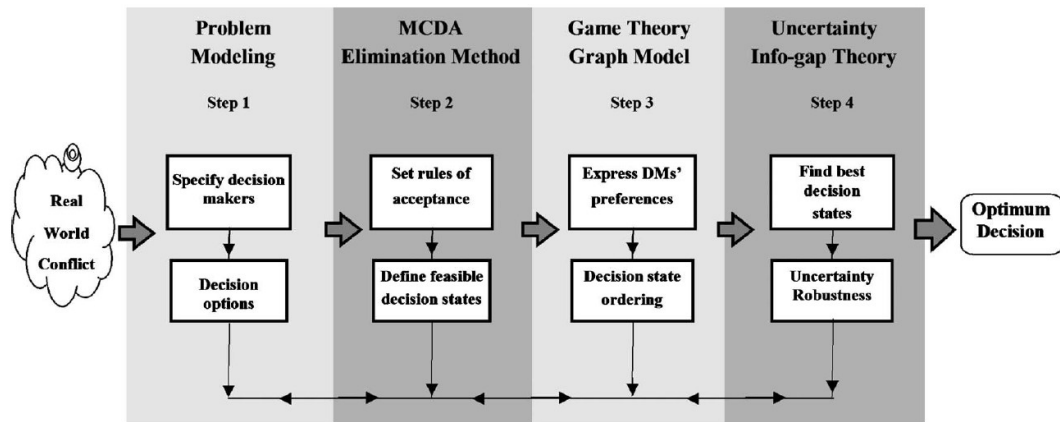 Problem
Modeling
Step 1
MCDA
Elimination Method
Step 2
Game Theory
Graph Model
Step 3
Uncertainty
Info-gap Theory
Step 4
Real
World
Conflict
Specify decision
makers
Decision
options
Set rules of
acceptance
Define feasible
decision states
Express DMs'
preferences
Decision state
ordering
Find best
decision
states
Uncertainty
Robustness
Optimum
Decision